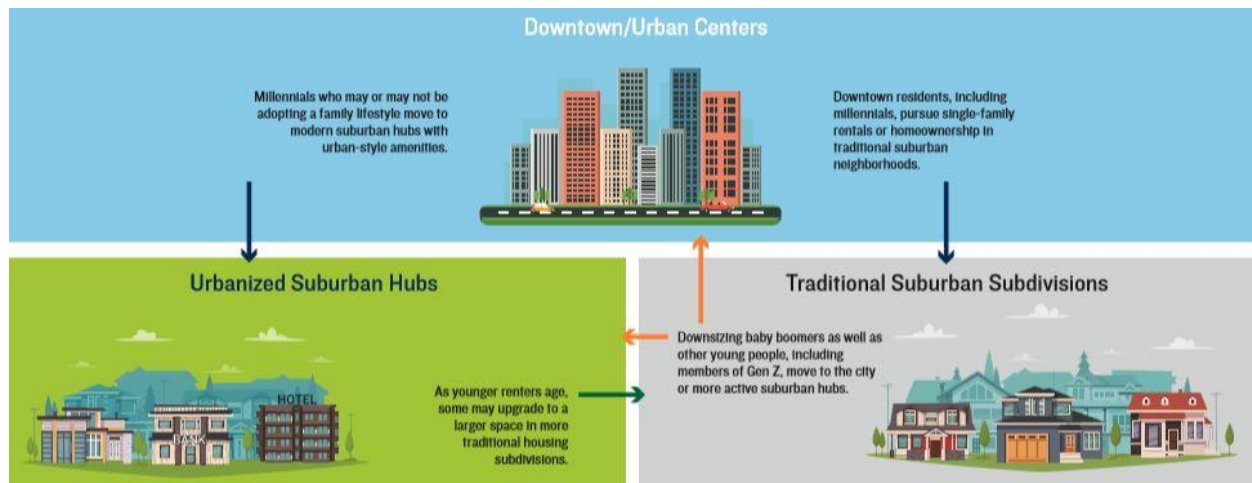 Downtown/Urban Centers
Millennials who may or may not be
adopting a family lifestyle move to
modern suburban hubs with
urban-style amenities.
Downtown residents, including
millennials, pursue single-family
rentals or homeownership in
traditional suburban
neighborhoods.
Urbanized Suburban Hubs
HOTEL
BANK
As younger renters age,
some may upgrade to a
larger space in more
traditional housing
subdivisions.
Traditional Suburban Subdivisions
Downsizing baby boomers as well as
other young people, including
members of Gen Z, move to the city
or more active suburban hubs.